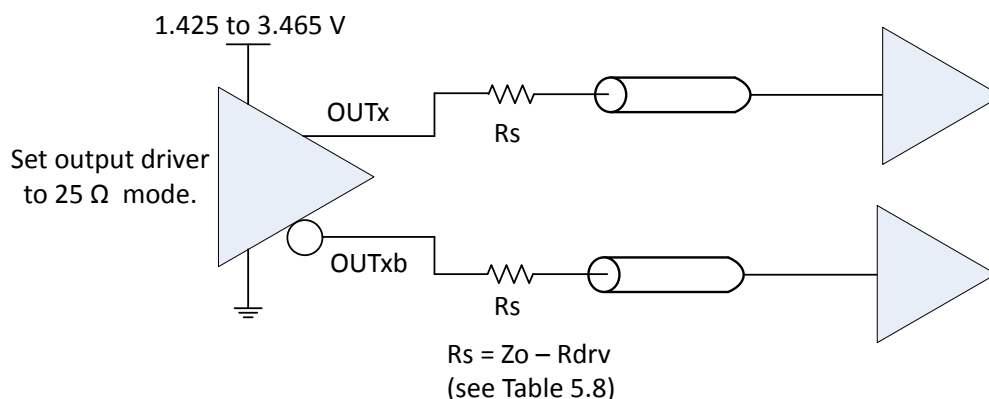 1.425 to 3.465 V
OUTx
Rs
Set output driver
to 25 Ω mode.
OUTxb
Rs
Rs = Zo – Rdrv
(see Table 5.8)